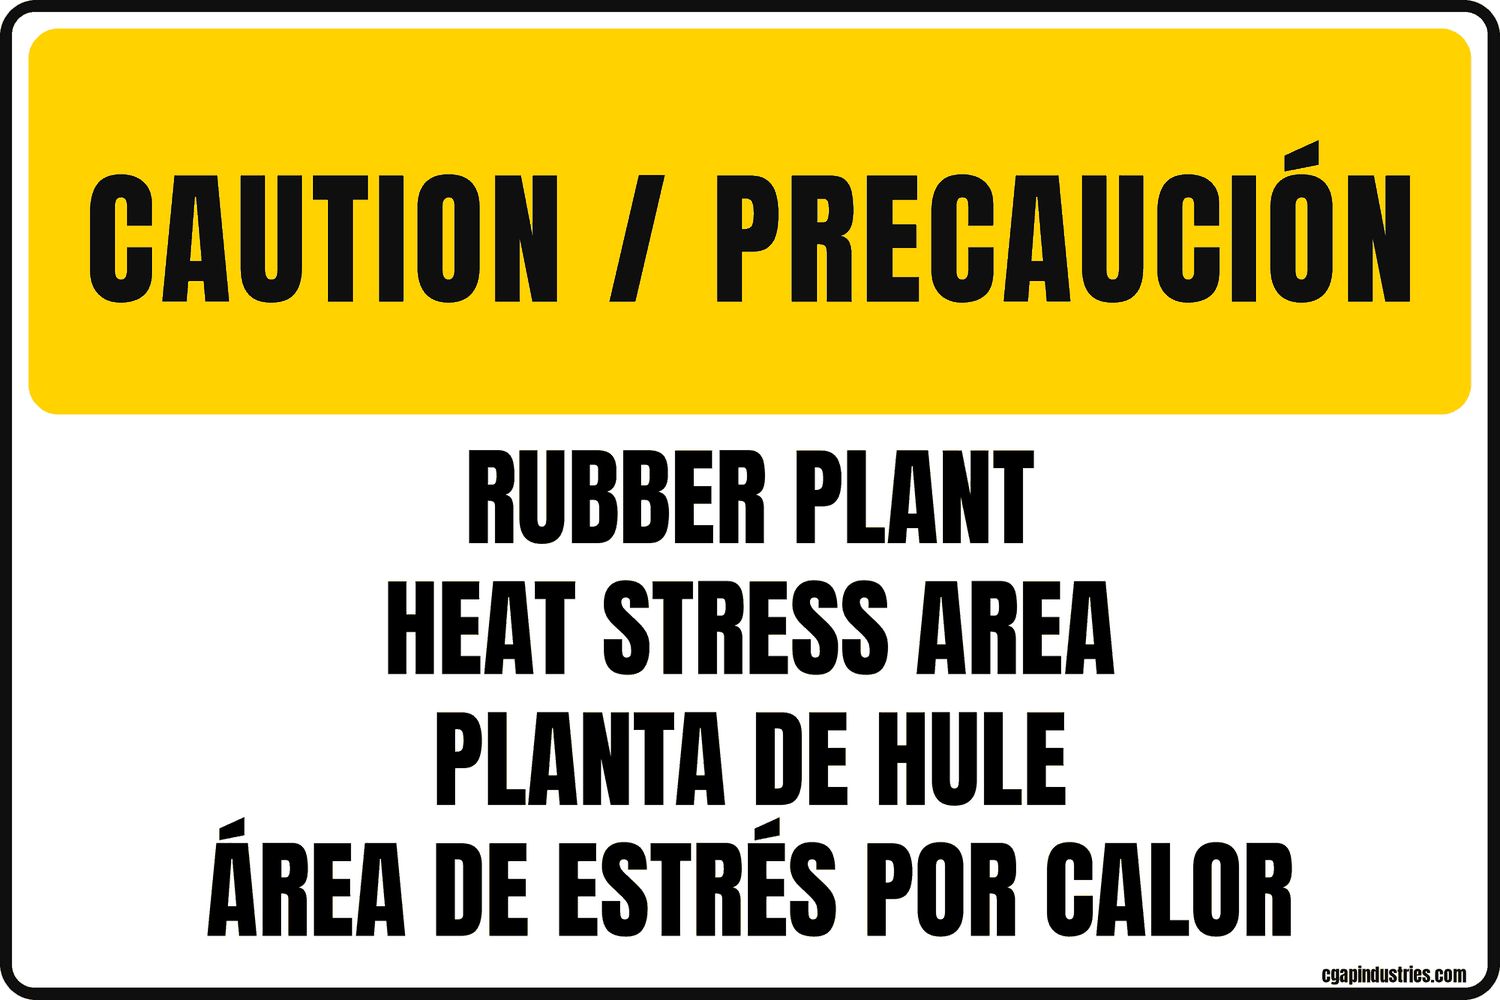 CAUTION / PRECAUCIÓN
RUBBER PLANT
HEAT STRESS AREA
PLANTA DE HULE
ÁREA DE ESTRÉS POR CALOR
cgapindustries.com